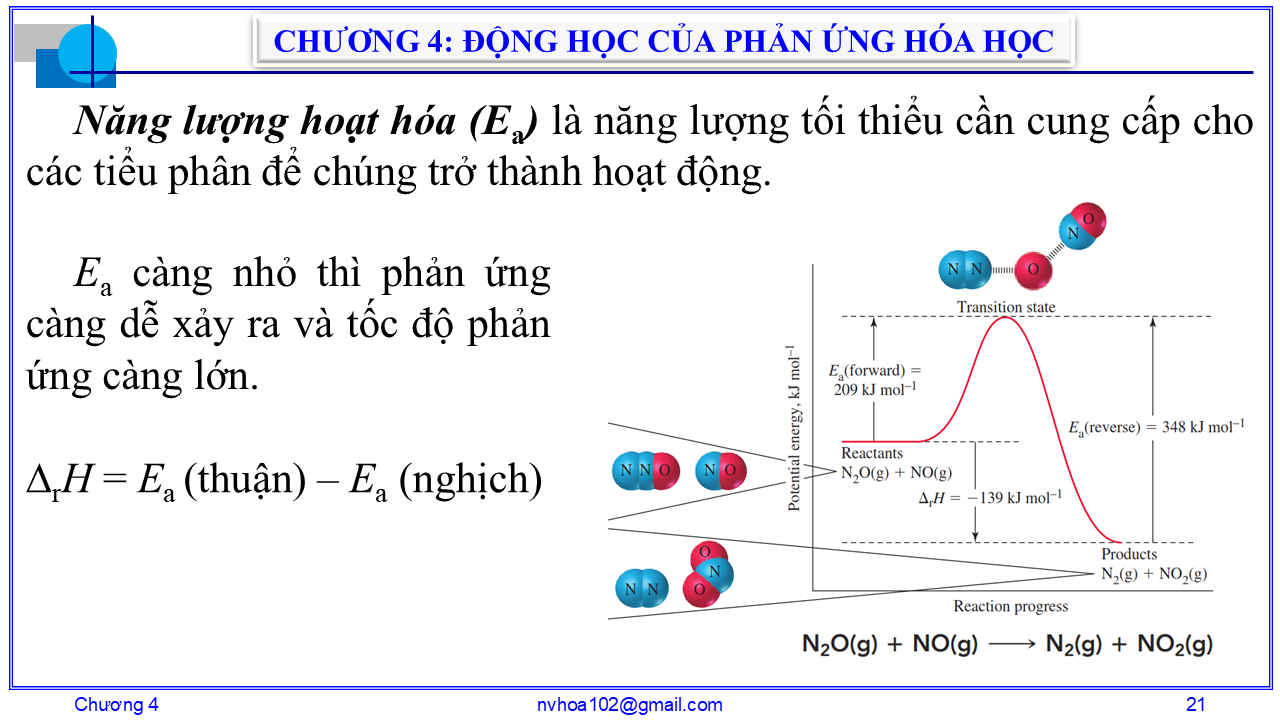 CHƯƠNG 4: ĐỘNG HỌC CỦA PHẢN ỨNG HÓA HỌC
Năng lượng hoạt hóa (Eₐ) là năng lượng tối thiểu cần cung cấp cho
các tiểu phân để chúng trở thành hoạt động.
Eₐ càng nhỏ thì phản ứng
càng dễ xảy ra và tốc độ phản
ứng càng lớn.
ΔᵣH = Eₐ (thuận) – Eₐ (nghịch)
O
N
N N O
Transition state
Potential energy, kJ mol⁻¹
Eₐ(forward) =
209 kJ mol⁻¹
Eₐ(reverse) = 348 kJ mol⁻¹
Reactants
N₂O(g) + NO(g)
N N O N O
ΔᵣH = −139 kJ mol⁻¹
Products
N₂(g) + NO₂(g)
O
N
N N O
Reaction progress
N₂O(g) + NO(g) ⟶ N₂(g) + NO₂(g)
Chương 4 nvhoa102@gmail.com 21